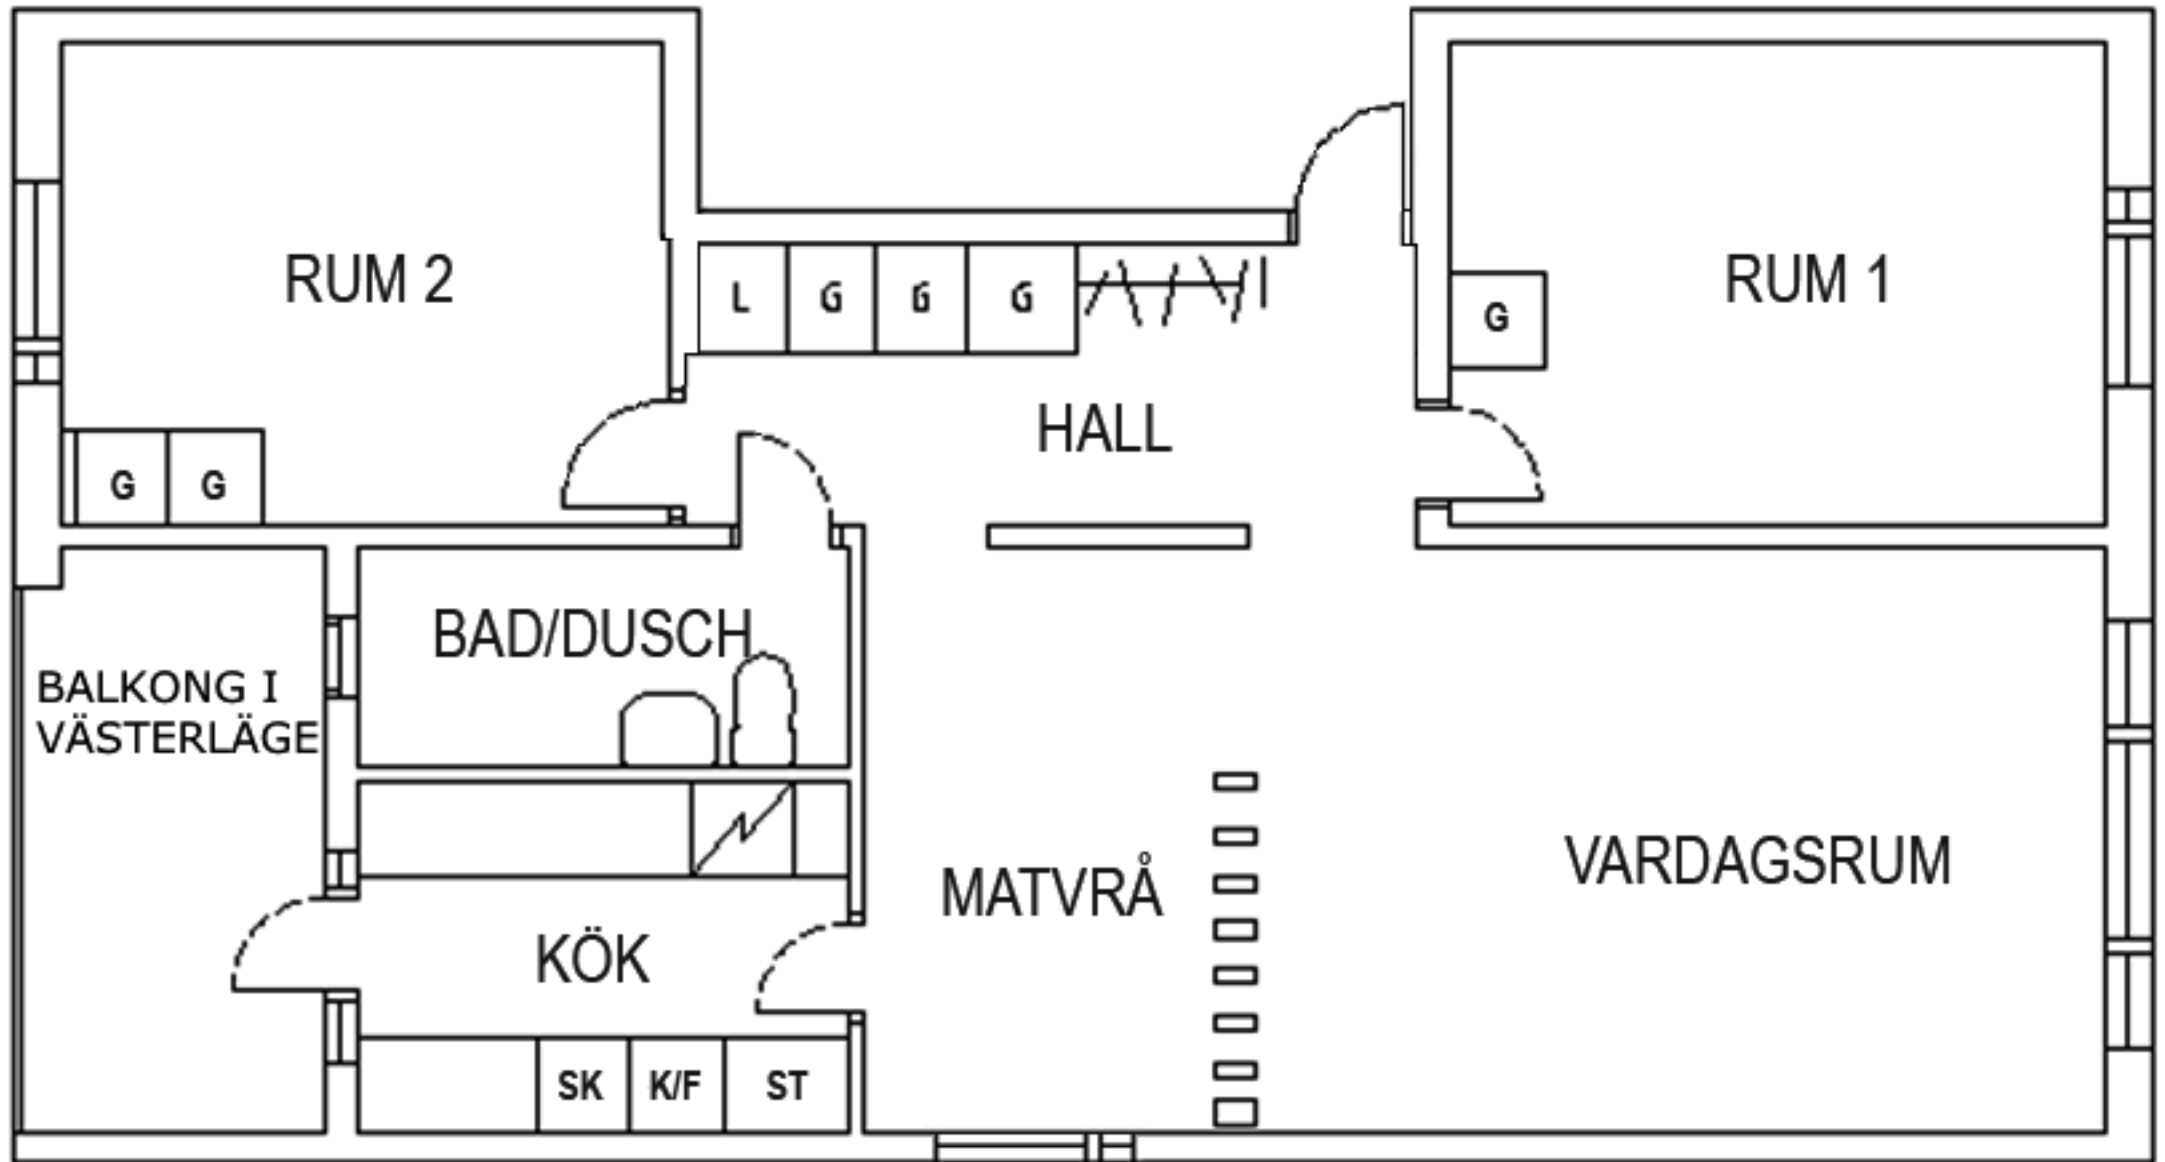 RUM 2
RUM 1
L G G G
G
HALL
G G
BAD/DUSCH
BALKONG I
VÄSTERLÄGE
MATVRÅ
VARDAGSRUM
KÖK
SK K/F ST